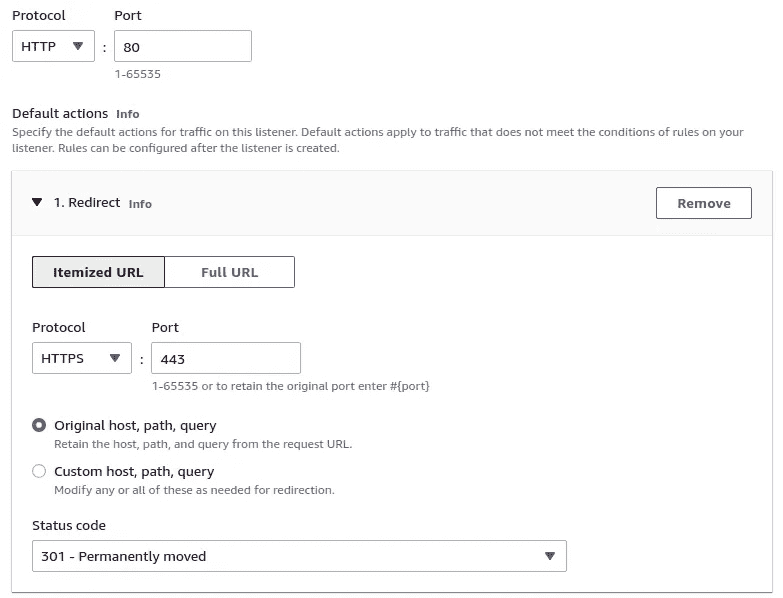 Protocol Port
HTTP : 80
1-65535
Default actions Info
Specify the default actions for traffic on this listener. Default actions apply to traffic that does not meet the conditions of rules on your
listener. Rules can be configured after the listener is created.
1. Redirect Info Remove
Itemized URL Full URL
Protocol Port
HTTPS : 443
1-65535 or to retain the original port enter #{port}
Original host, path, query
Retain the host, path, and query from the request URL.
Custom host, path, query
Modify any or all of these as needed for redirection.
Status code
301 - Permanently moved